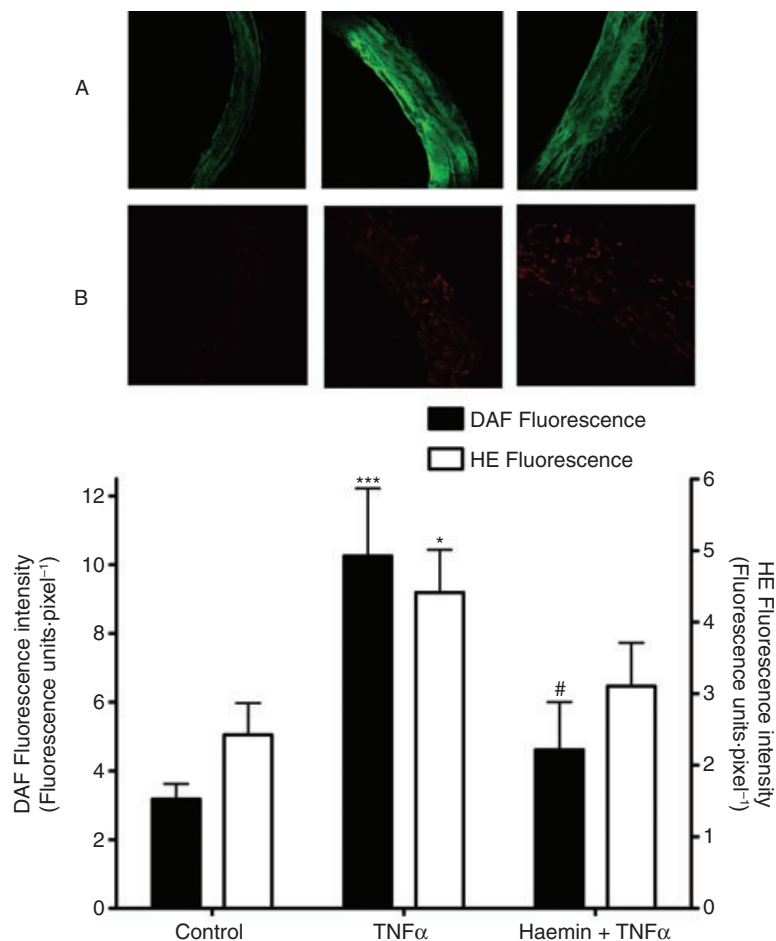 A
B
DAF Fluorescence
HE Fluorescence
DAF Fluorescence intensity
(Fluorescence units·pixel⁻¹)
12
10
8
6
4
2
0
***
*
#
6
5
4
3
2
1
0
HE Fluorescence intensity
(Fluorescence units·pixel⁻¹)
Control
TNFα
Haemin + TNFα